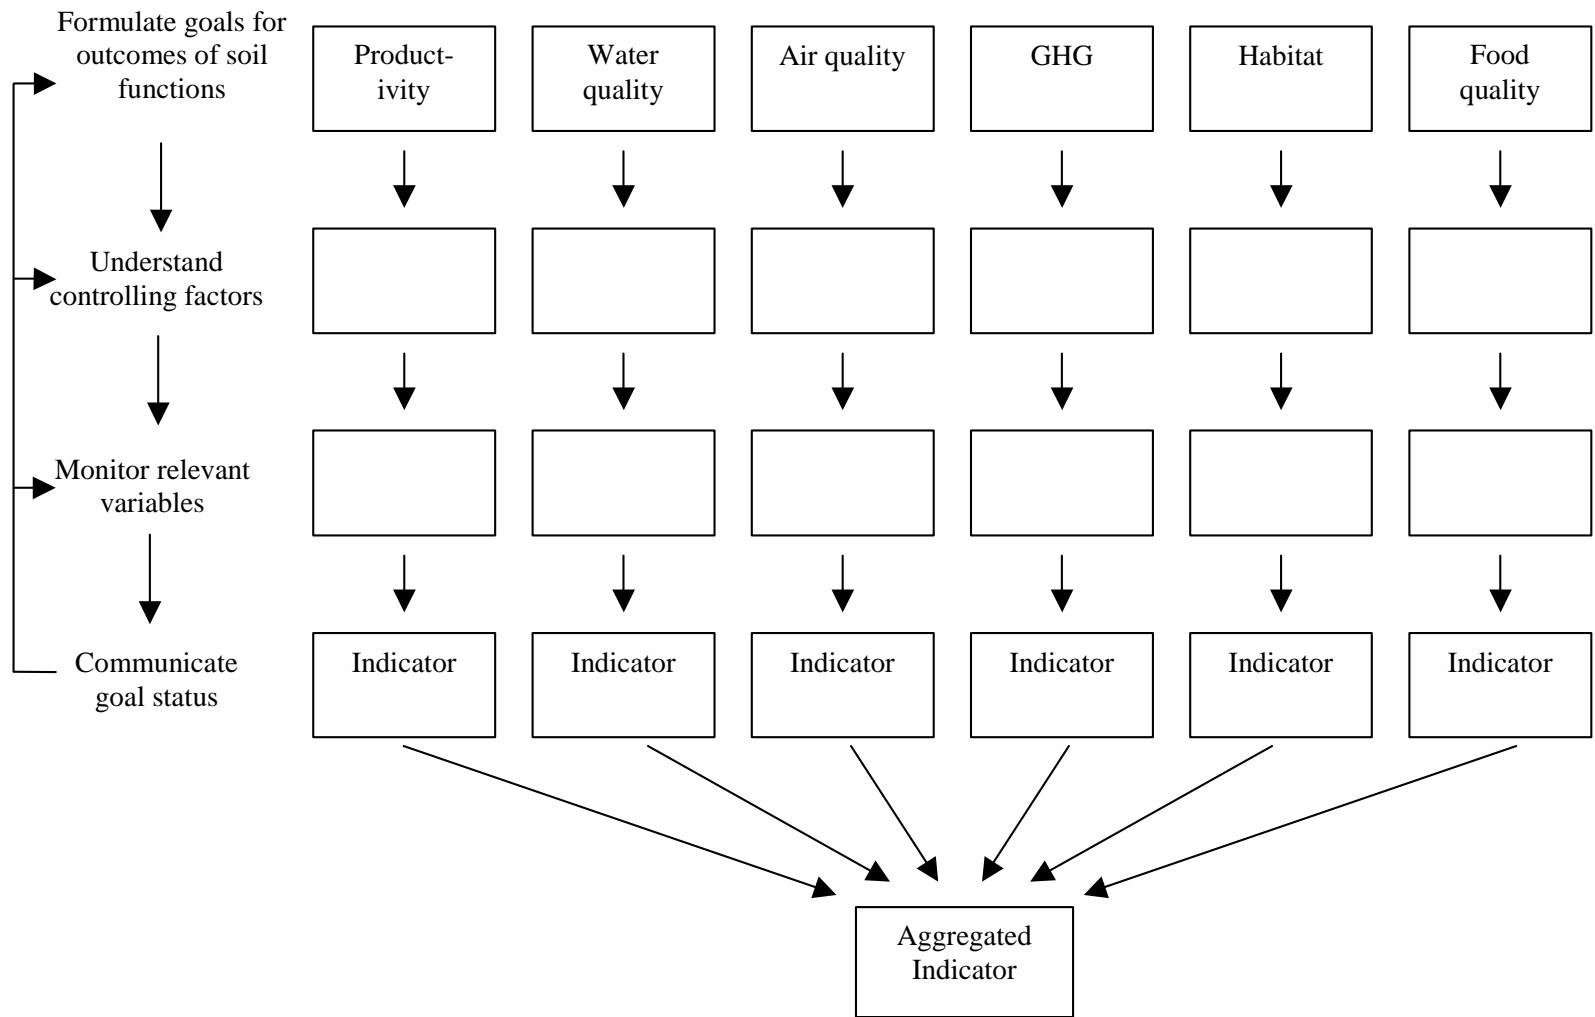 Formulate goals for
outcomes of soil
functions
Product-
ivity
Water
quality
Air quality
GHG
Habitat
Food
quality
Understand
controlling factors
Monitor relevant
variables
Communicate
goal status
Indicator
Indicator
Indicator
Indicator
Indicator
Indicator
Aggregated
Indicator